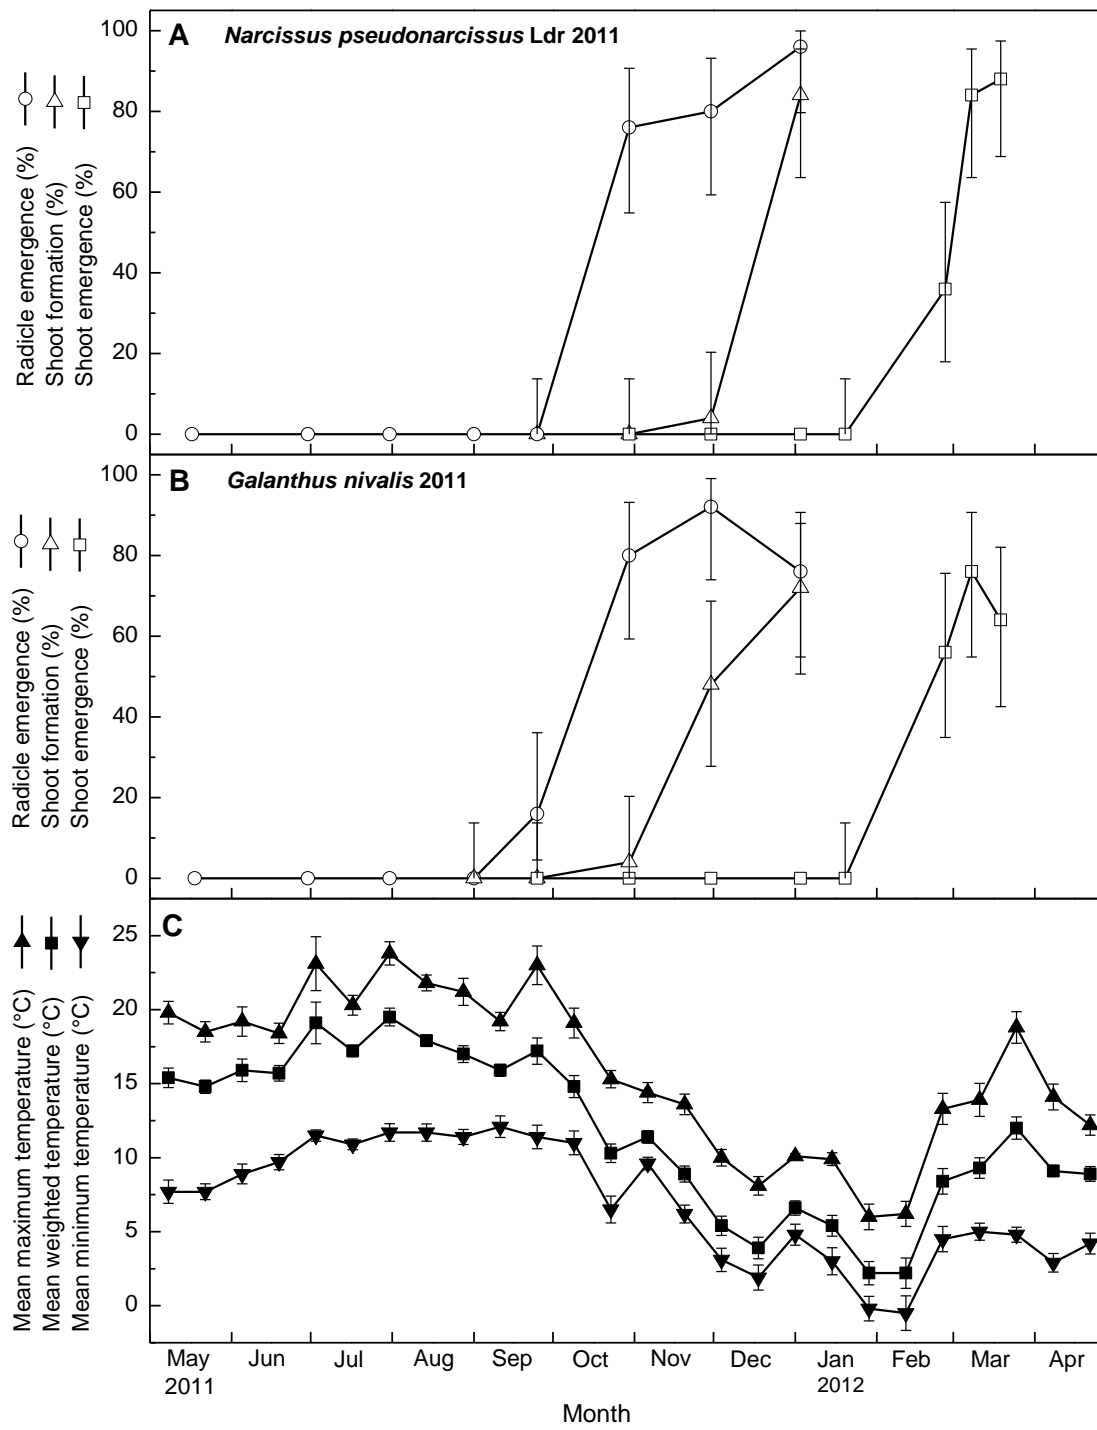 A Narcissus pseudonarcissus Ldr 2011
Radicle emergence (%)
Shoot formation (%)
Shoot emergence (%)
100
80
60
40
20
0
B Galanthus nivalis 2011
Radicle emergence (%)
Shoot formation (%)
Shoot emergence (%)
100
80
60
40
20
0
C
Mean maximum temperature (°C)
Mean weighted temperature (°C)
Mean minimum temperature (°C)
25
20
15
10
5
0
May Jun Jul Aug Sep Oct Nov Dec Jan Feb Mar Apr
2011 2012
Month